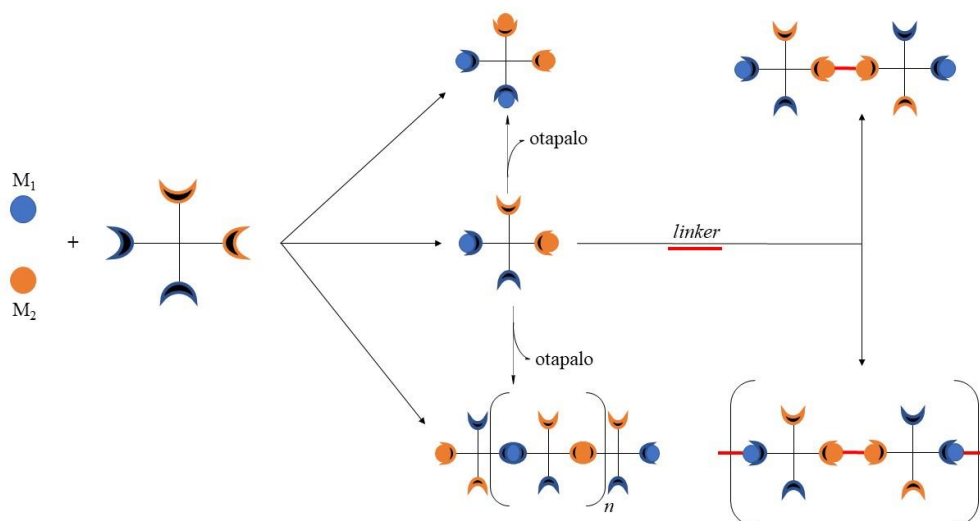 M₁
+
M₂
otapalo
linker
otapalo
n